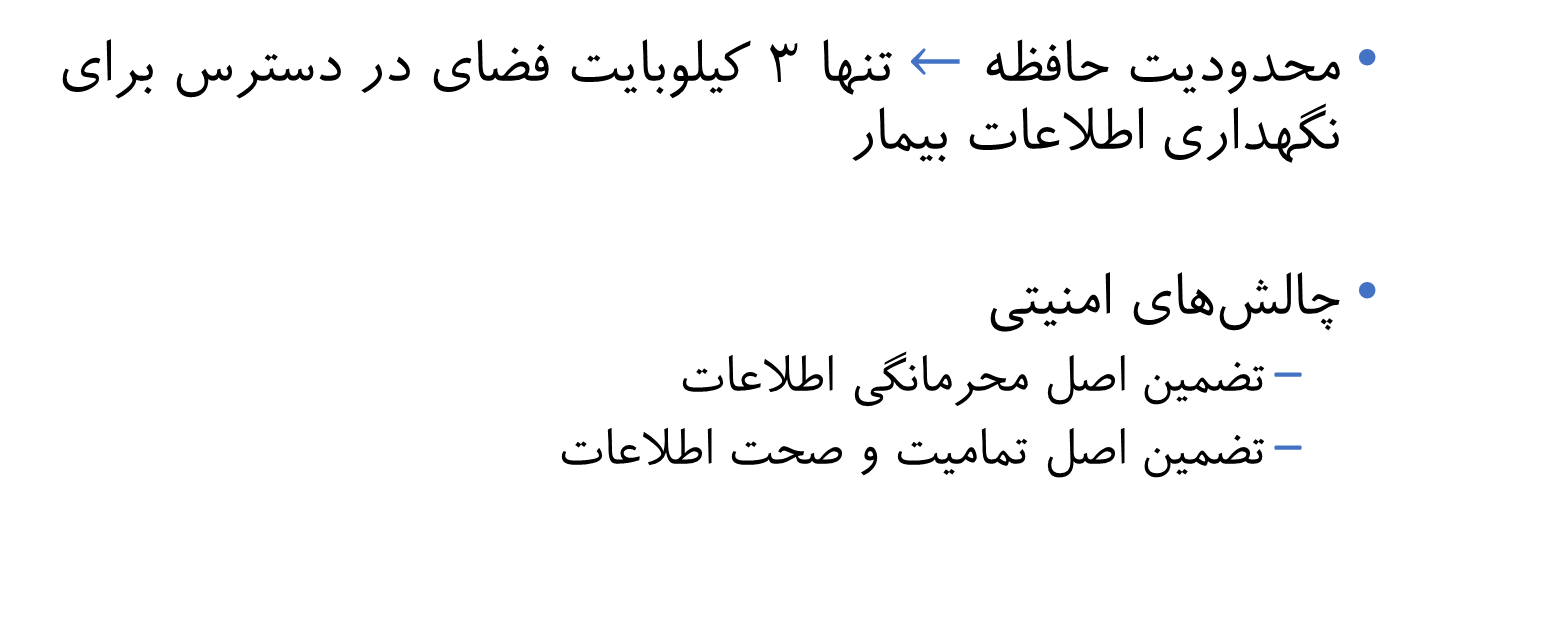 • محدودیت حافظه ← تنها ۳ کیلوبایت فضای در دسترس برای
نگهداری اطلاعات بیمار
• چالش‌های امنیتی
– تضمین اصل محرمانگی اطلاعات
– تضمین اصل تمامیت و صحت اطلاعات